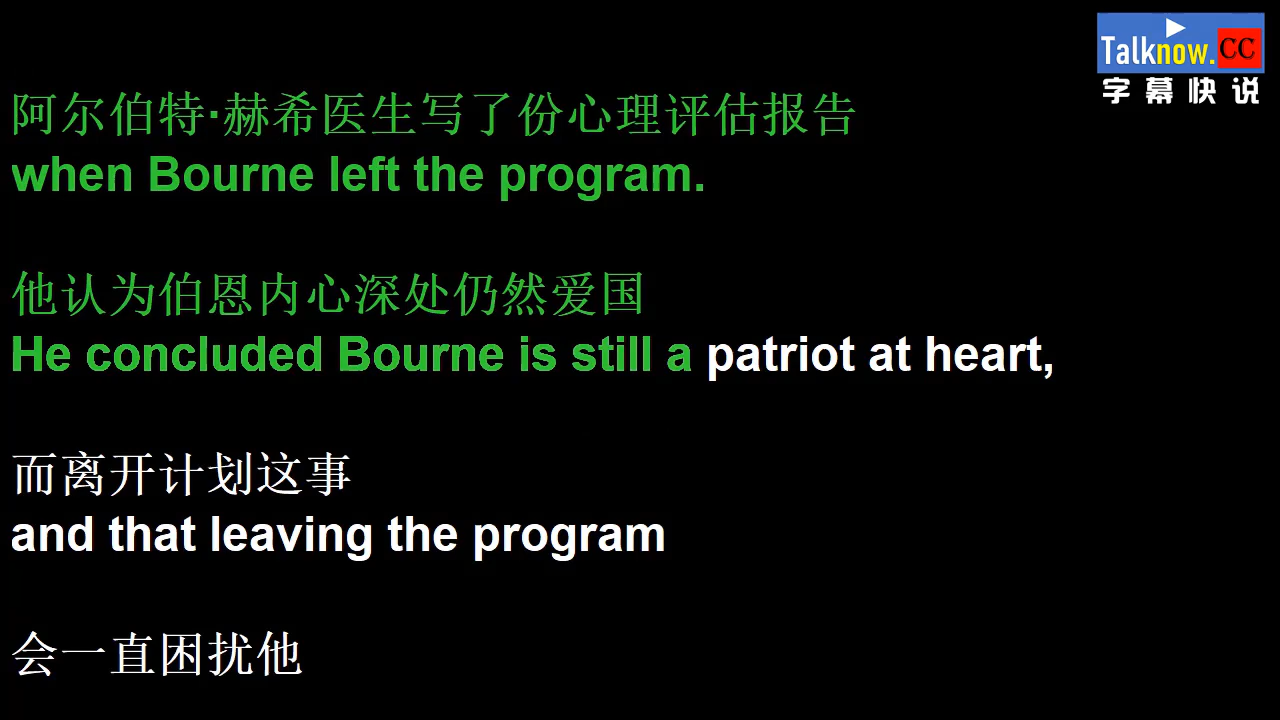 Talknow.CC
字幕快说
阿尔伯特·赫希医生写了份心理评估报告
when Bourne left the program.
他认为伯恩内心深处仍然爱国
He concluded Bourne is still a patriot at heart,
而离开计划这事
and that leaving the program
会一直困扰他